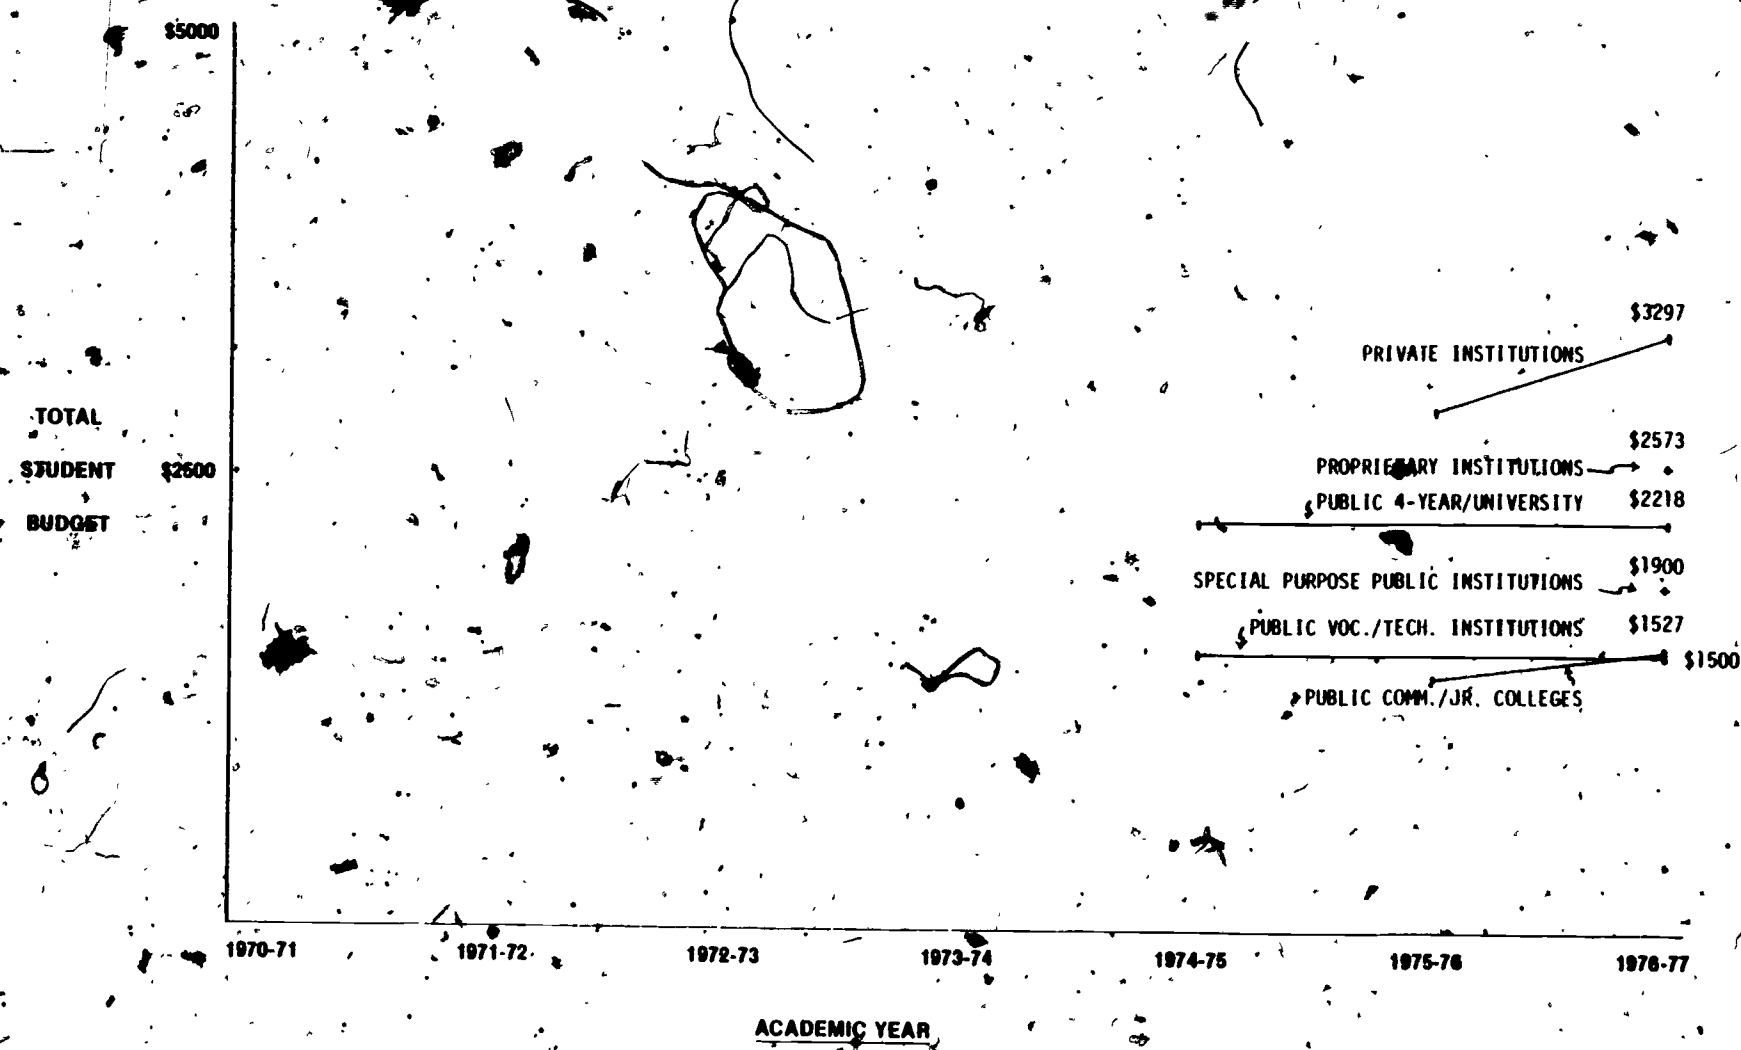 $5000
$3297
PRIVATE INSTITUTIONS
TOTAL
$2573
STUDENT $2500
PROPRIETARY INSTITUTIONS
PUBLIC 4-YEAR/UNIVERSITY $2218
BUDGET
$1900
SPECIAL PURPOSE PUBLIC INSTITUTIONS
PUBLIC VOC./TECH. INSTITUTIONS $1527
$1500
PUBLIC COMM./JR. COLLEGES
1970-71 1971-72 1972-73 1973-74 1974-75 1975-76 1976-77
ACADEMIC YEAR